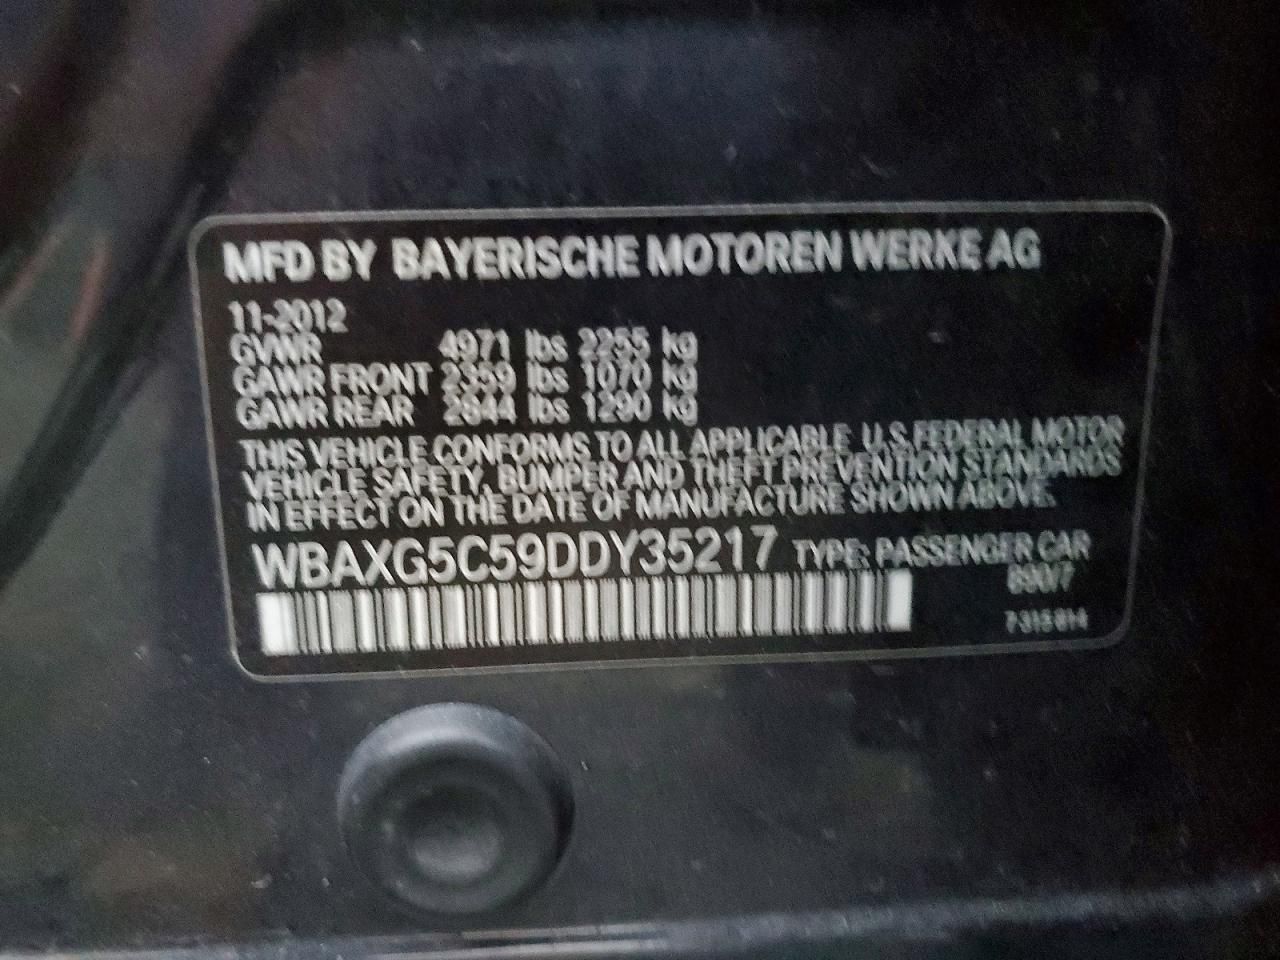 MFD BY BAYERISCHE MOTOREN WERKE AG
11-2012
GVWR 4971 lbs 2255 kg
GAWR FRONT 2359 lbs 1070 kg
GAWR REAR 2844 lbs 1290 kg
THIS VEHICLE CONFORMS TO ALL APPLICABLE U.S. FEDERAL MOTOR
VEHICLE SAFETY, BUMPER AND THEFT PREVENTION STANDARDS
IN EFFECT ON THE DATE OF MANUFACTURE SHOWN ABOVE.
WBAXG5C59DDY35217 TYPE: PASSENGER CAR
890/7